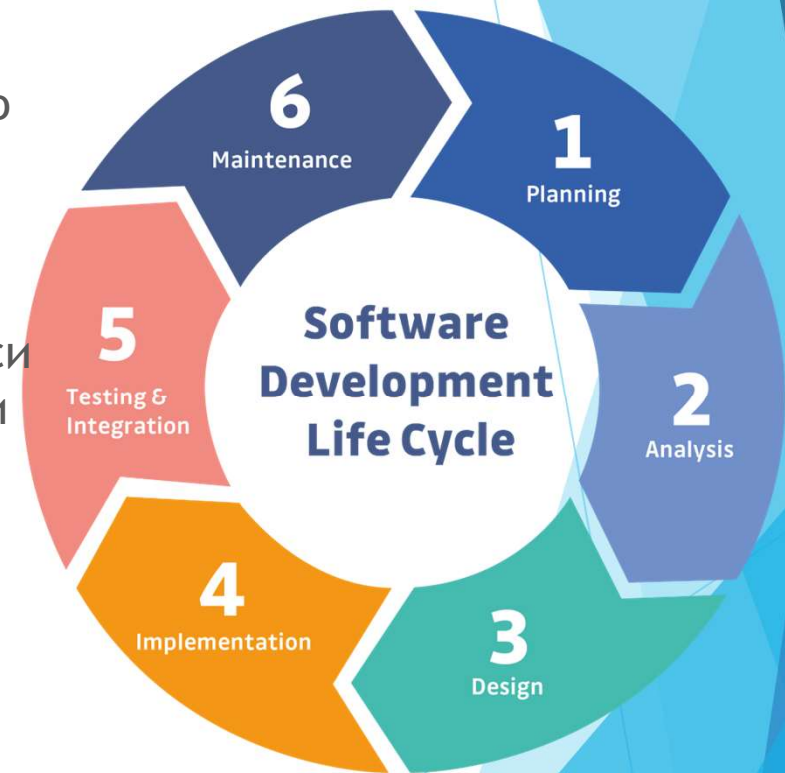 Software
Development
Life Cycle
1
Planning
2
Analysis
3
Design
4
Implementation
5
Testing &
Integration
6
Maintenance